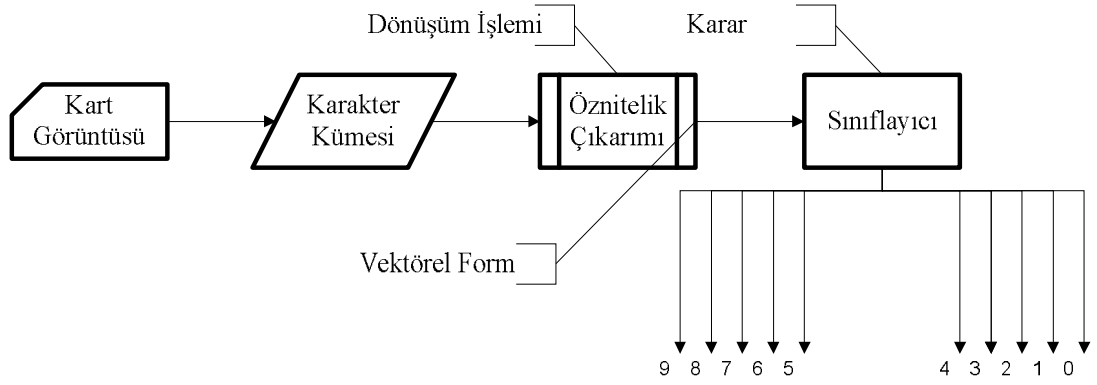 Dönüşüm İşlemi
Karar
Kart
Görüntüsü
Karakter
Kümesi
Öznitelik
Çıkarımı
Sınıflayıcı
Vektörel Form
9 8 7 6 5 4 3 2 1 0